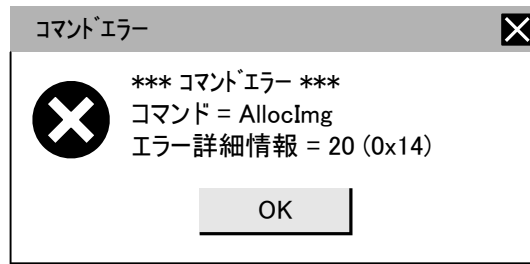 コマンドエラー
*** コマンドエラー ***
コマンド = AllocImg
エラー詳細情報 = 20 (0x14)
OK